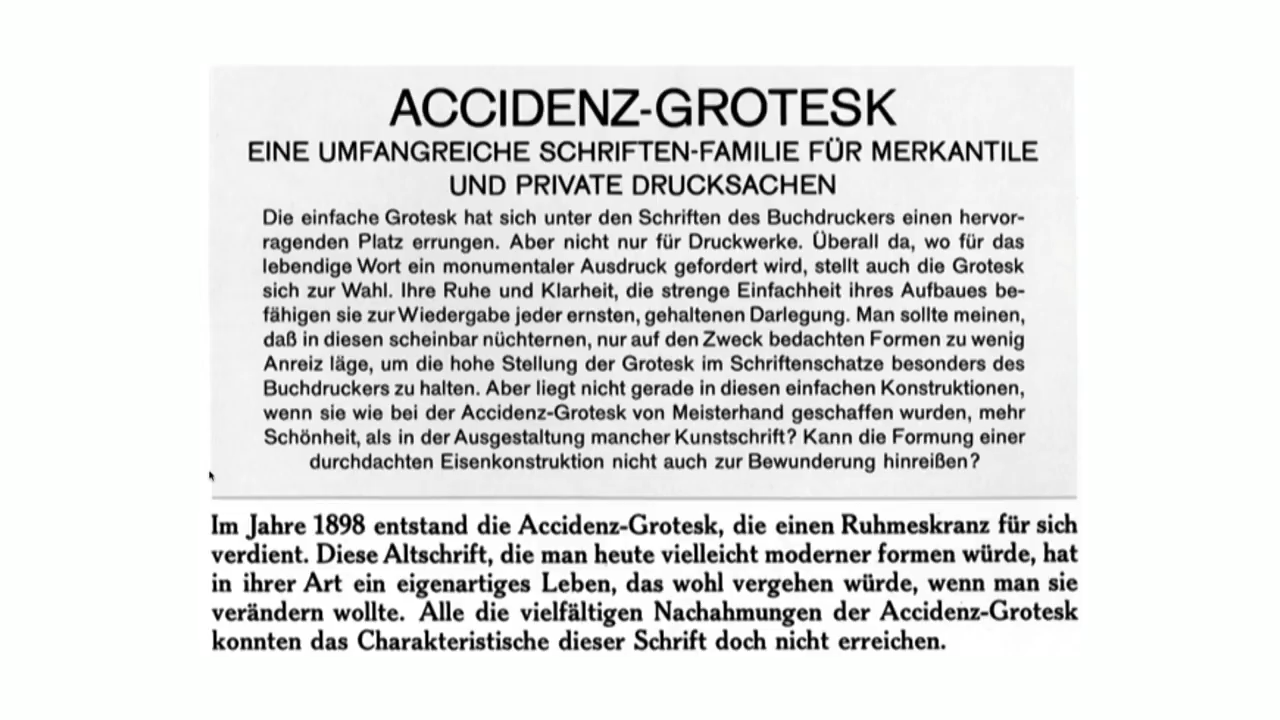 ACCIDENZ-GROTESK
EINE UMFANGREICHE SCHRIFTEN-FAMILIE FÜR MERKANTILE
UND PRIVATE DRUCKSACHEN
Die einfache Grotesk hat sich unter den Schriften des Buchdruckers einen hervor-
ragenden Platz errungen. Aber nicht nur für Druckwerke. Überall da, wo für das
lebendige Wort ein monumentaler Ausdruck gefordert wird, stellt auch die Grotesk
sich zur Wahl. Ihre Ruhe und Klarheit, die strenge Einfachheit ihres Aufbaues be-
fähigen sie zur Wiedergabe jeder ernsten, gehaltenen Darlegung. Man sollte meinen,
daß in diesen scheinbar nüchternen, nur auf den Zweck bedachten Formen zu wenig
Anreiz läge, um die hohe Stellung der Grotesk im Schriftenschatze besonders des
Buchdruckers zu halten. Aber liegt nicht gerade in diesen einfachen Konstruktionen,
wenn sie wie bei der Accidenz-Grotesk von Meisterhand geschaffen wurden, mehr
Schönheit, als in der Ausgestaltung mancher Kunstschrift? Kann die Formung einer
durchdachten Eisenkonstruktion nicht auch zur Bewunderung hinreißen?
Im Jahre 1898 entstand die Accidenz-Grotesk, die einen Ruhmeskranz für sich
verdient. Diese Altschrift, die man heute vielleicht moderner formen würde, hat
in ihrer Art ein eigenartiges Leben, das wohl vergehen würde, wenn man sie
verändern wollte. Alle die vielfältigen Nachahmungen der Accidenz-Grotesk
konnten das Charakteristische dieser Schrift doch nicht erreichen.